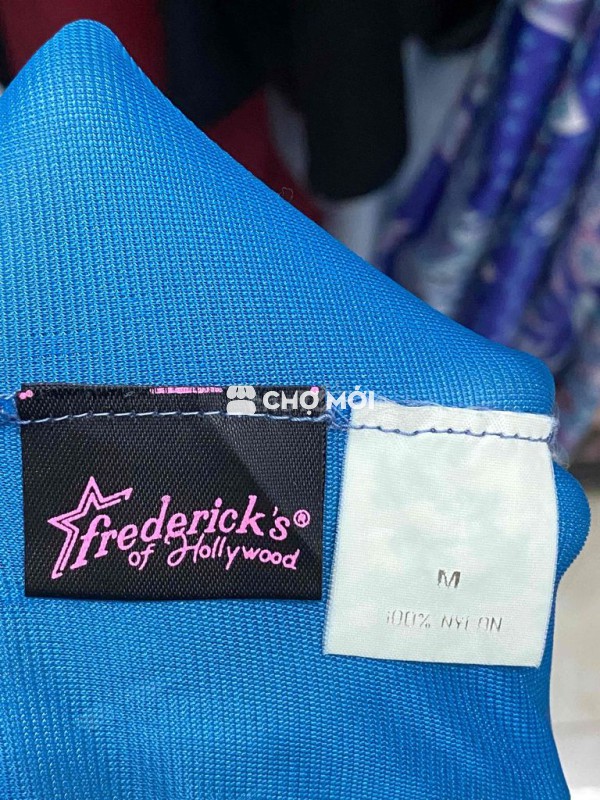 CHỢ MỚI
frederick's®
of Hollywood
M
100% NYLON